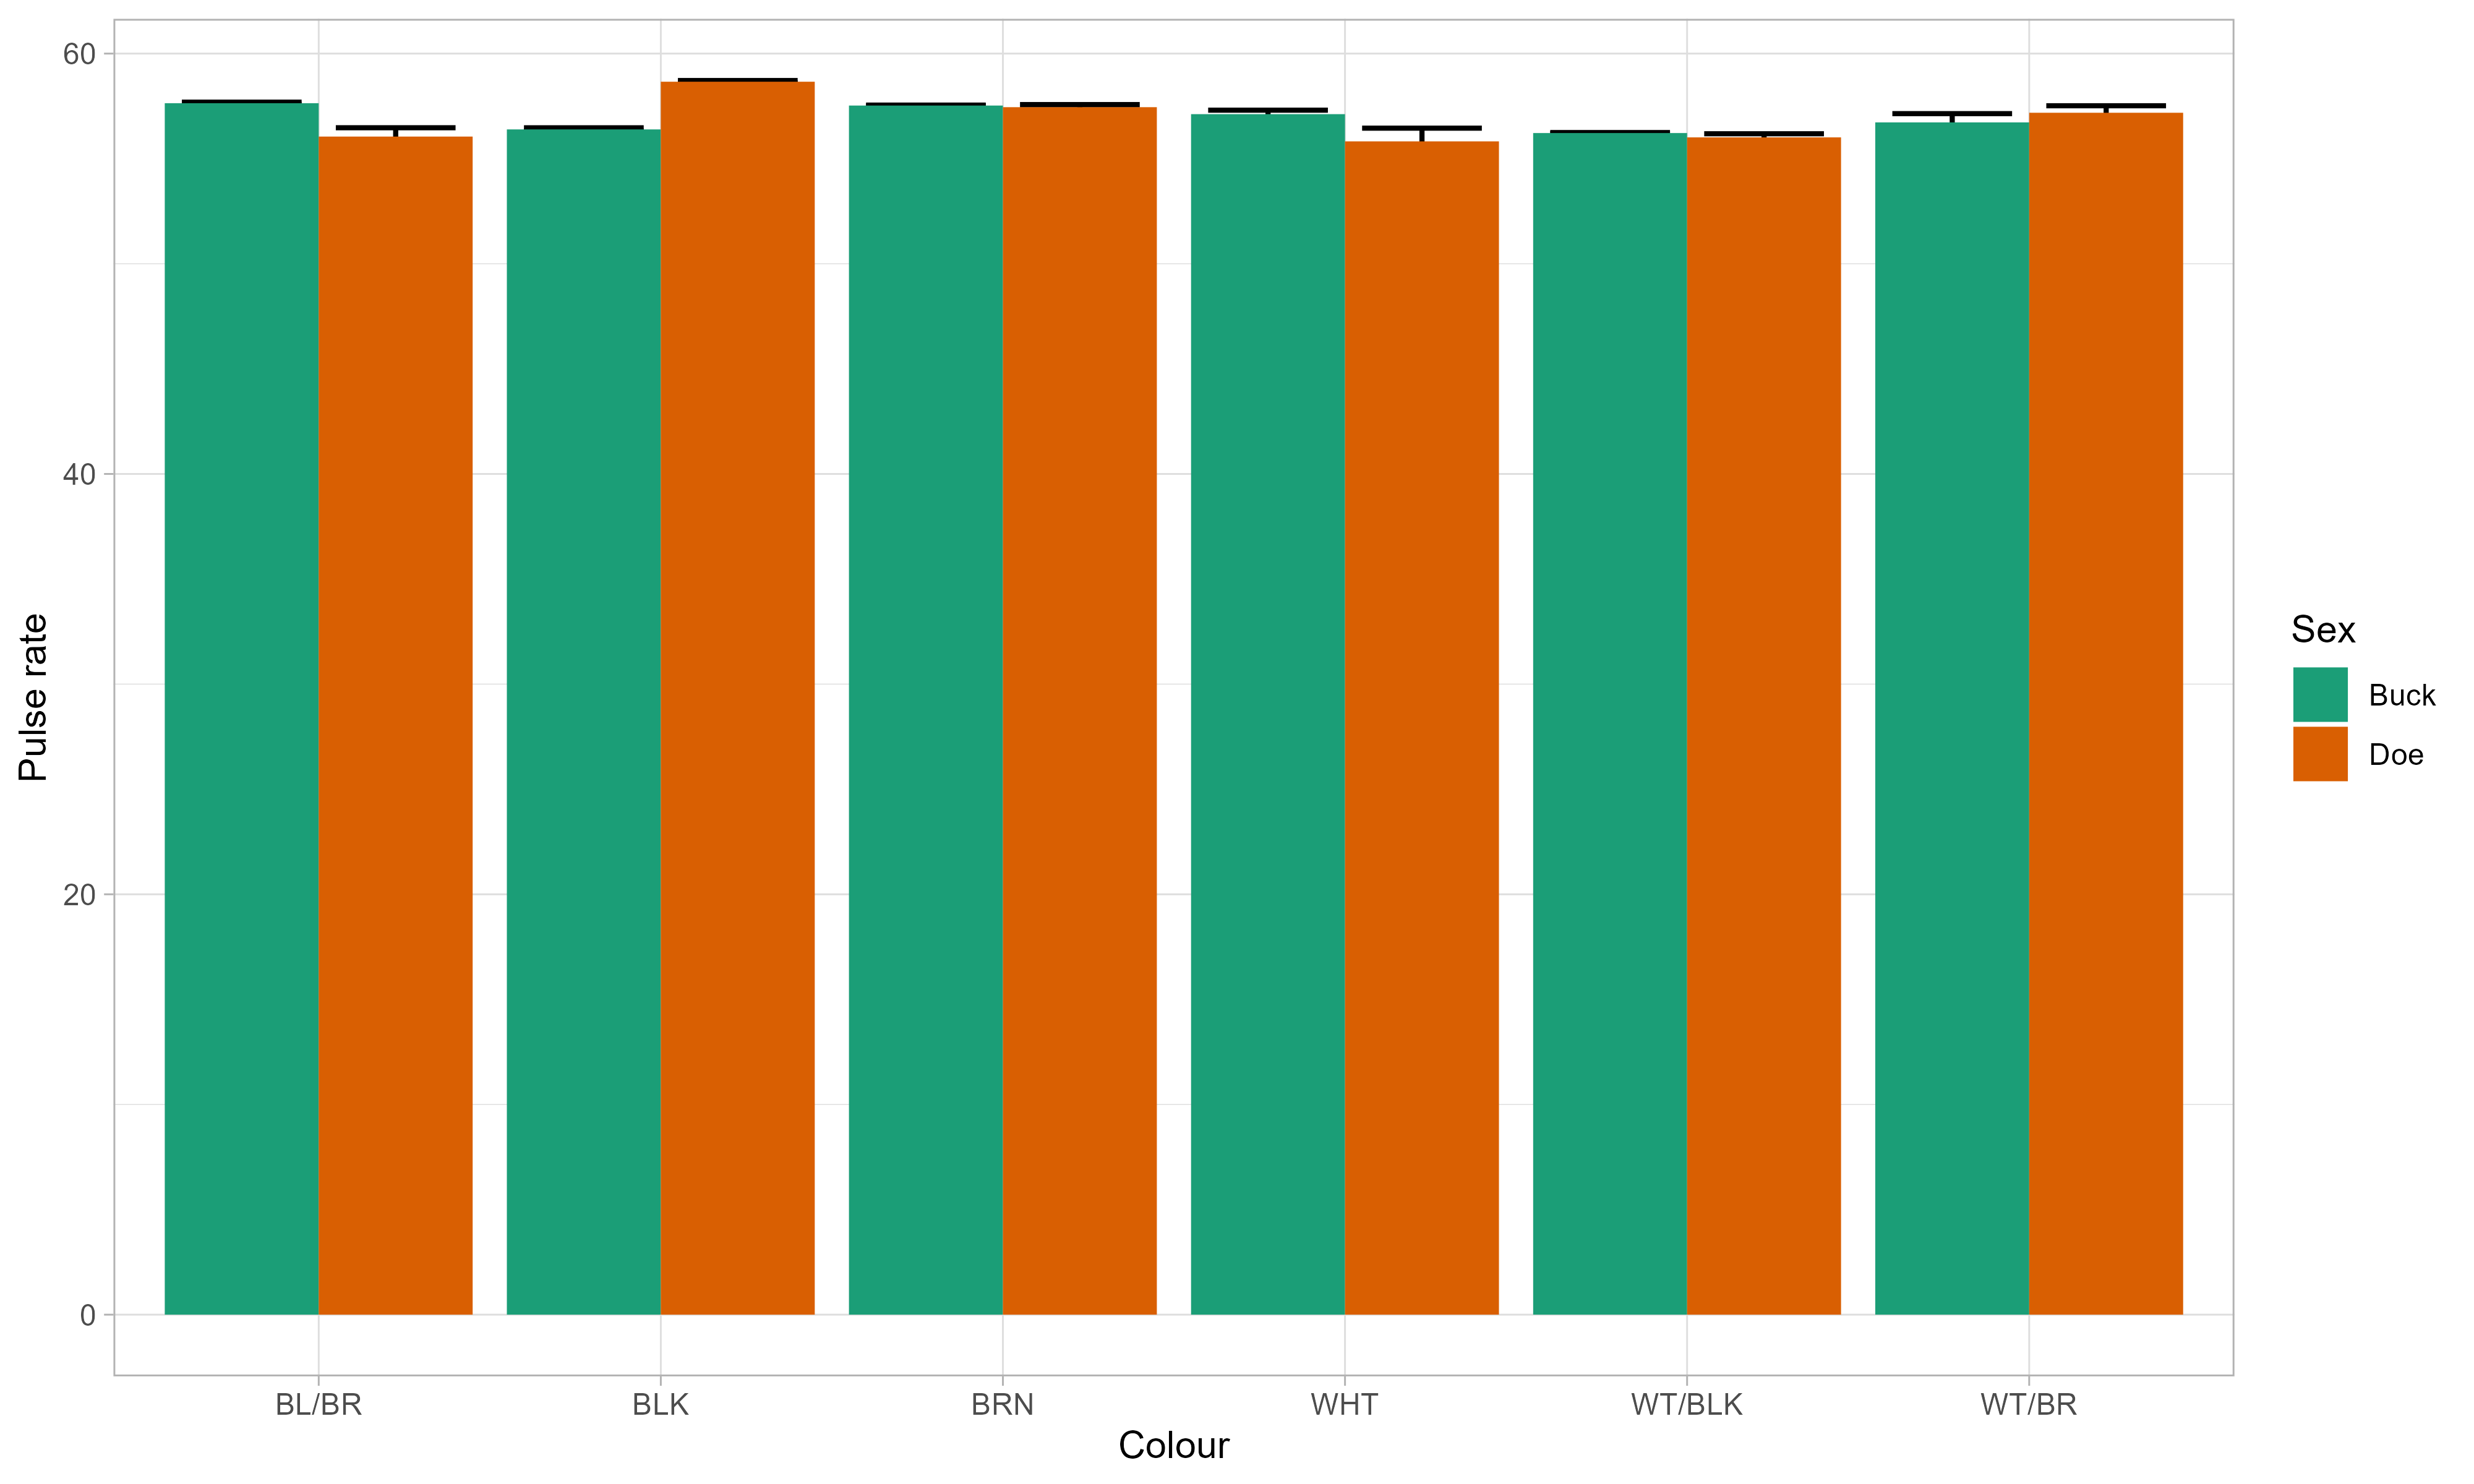 60
40
20
0
Pulse rate
BL/BR
BLK
BRN
WHT
WT/BLK
WT/BR
Colour
Sex
Buck
Doe